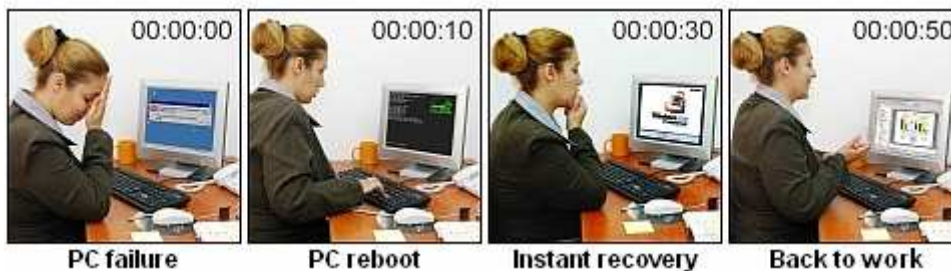 00:00:00
00:00:10
00:00:30
00:00:50
PC failure
PC reboot
Instant recovery
Back to work